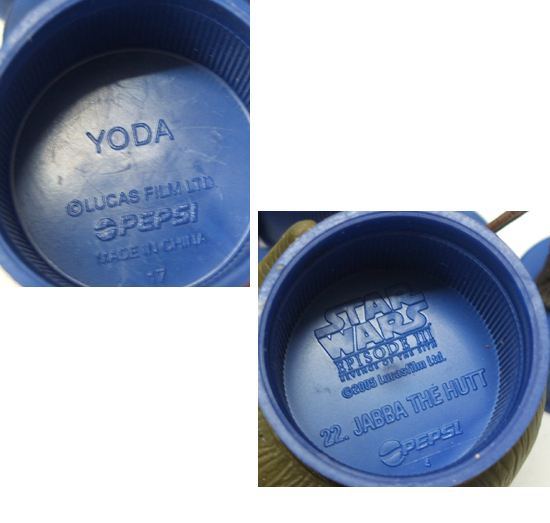 YODA
©LUCAS FILM LTD
PEPSI
MADE IN CHINA
17
STAR
WARS
EPISODE III
REVENGE OF THE SITH
©2005 Lucasfilm Ltd.
22. JABBA THE HUTT
PEPSI